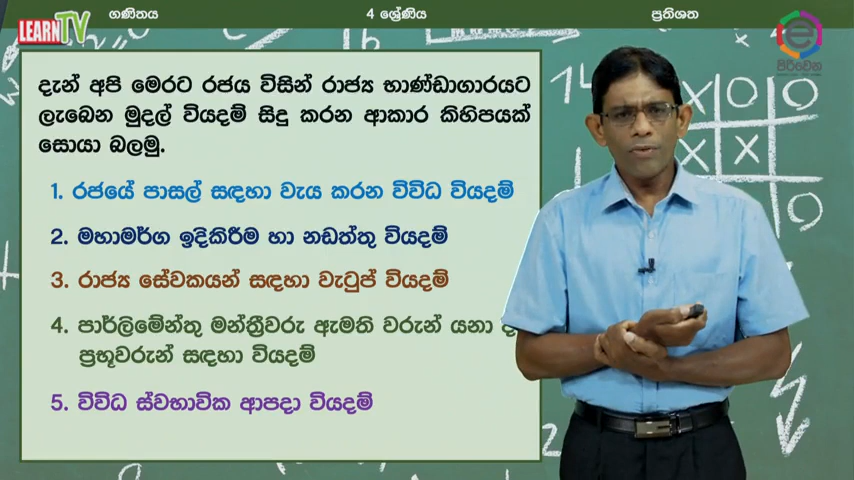 LEARN TV
ගණිතය
4 ශ්‍රේණිය
ප්‍රතිශත
e
පිරිවෙන
දැන් අපි මෙරට රජය විසින් රාජ්‍ය භාණ්ඩාගාරයට
ලැබෙන මුදල් වියදම් සිදු කරන ආකාර කිහිපයක්
සොයා බලමු.
1. රජයේ පාසල් සඳහා වැය කරන විවිධ වියදම්
2. මහාමර්ග ඉදිකිරීම හා නඩත්තු වියදම්
3. රාජ්‍ය සේවකයන් සඳහා වැටුප් වියදම්
4. පාර්ලිමේන්තු මන්ත්‍රීවරු ඇමති වරුන් යනා
ප්‍රභූවරුන් සඳහා වියදම්
5. විවිධ ස්වභාවික ආපදා වියදම්